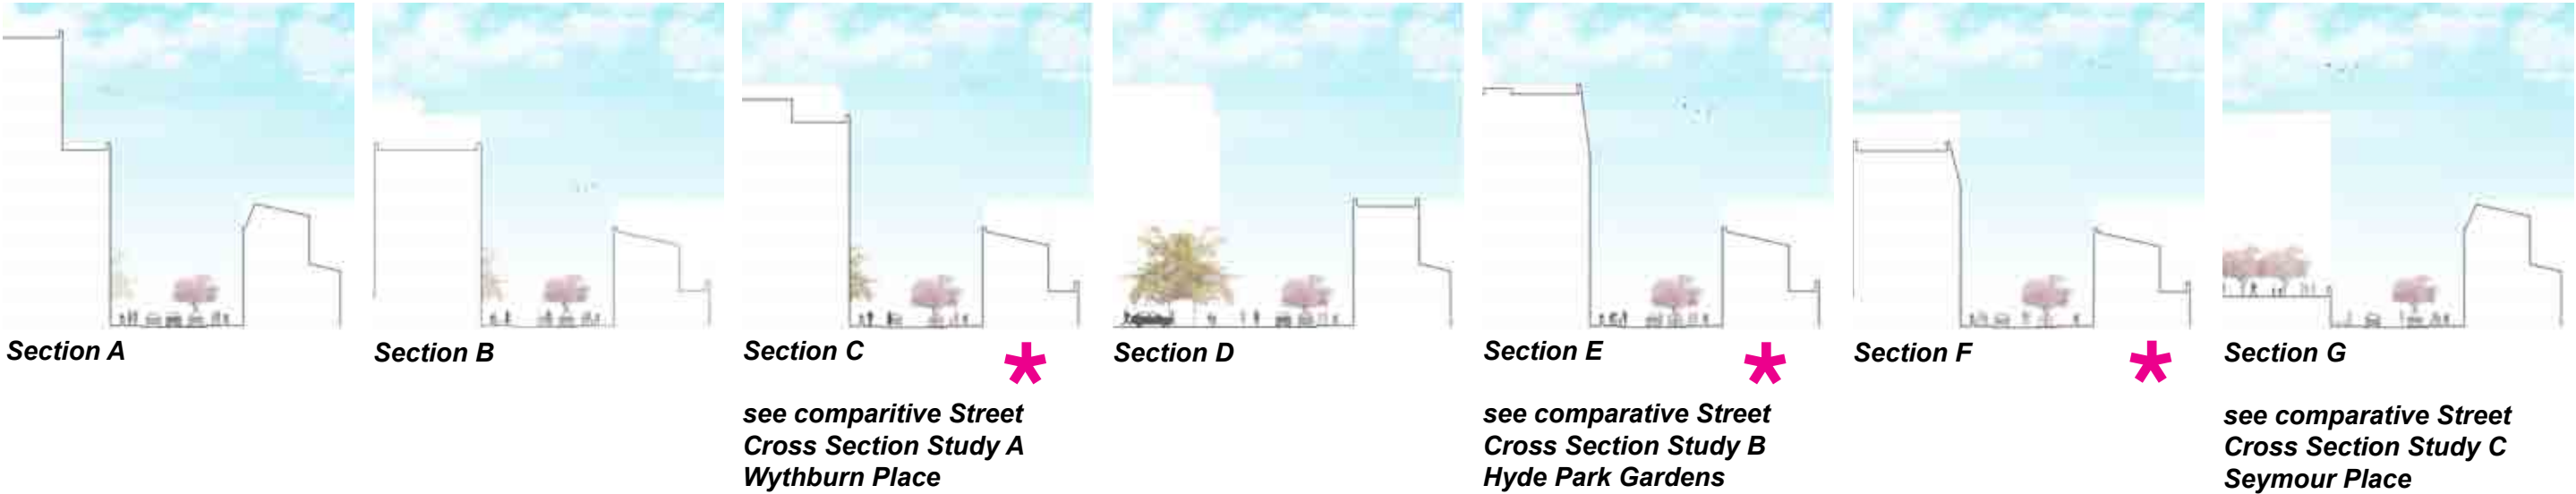 Section A
Section B
Section C
*
see comparitive Street
Cross Section Study A
Wythburn Place
Section D
Section E
*
see comparative Street
Cross Section Study B
Hyde Park Gardens
Section F
*
Section G
see comparative Street
Cross Section Study C
Seymour Place